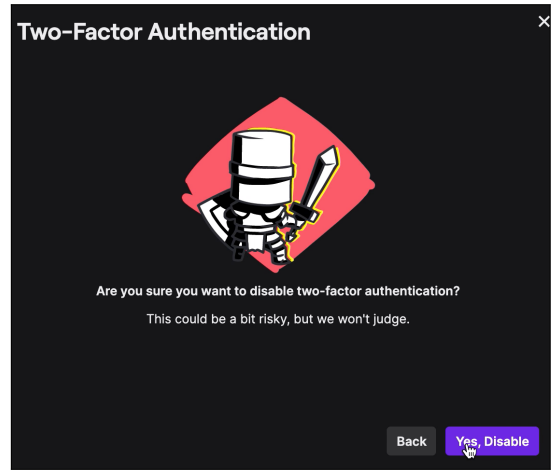 Two-Factor Authentication
Are you sure you want to disable two-factor authentication?
This could be a bit risky, but we won't judge.
Back
Yes, Disable